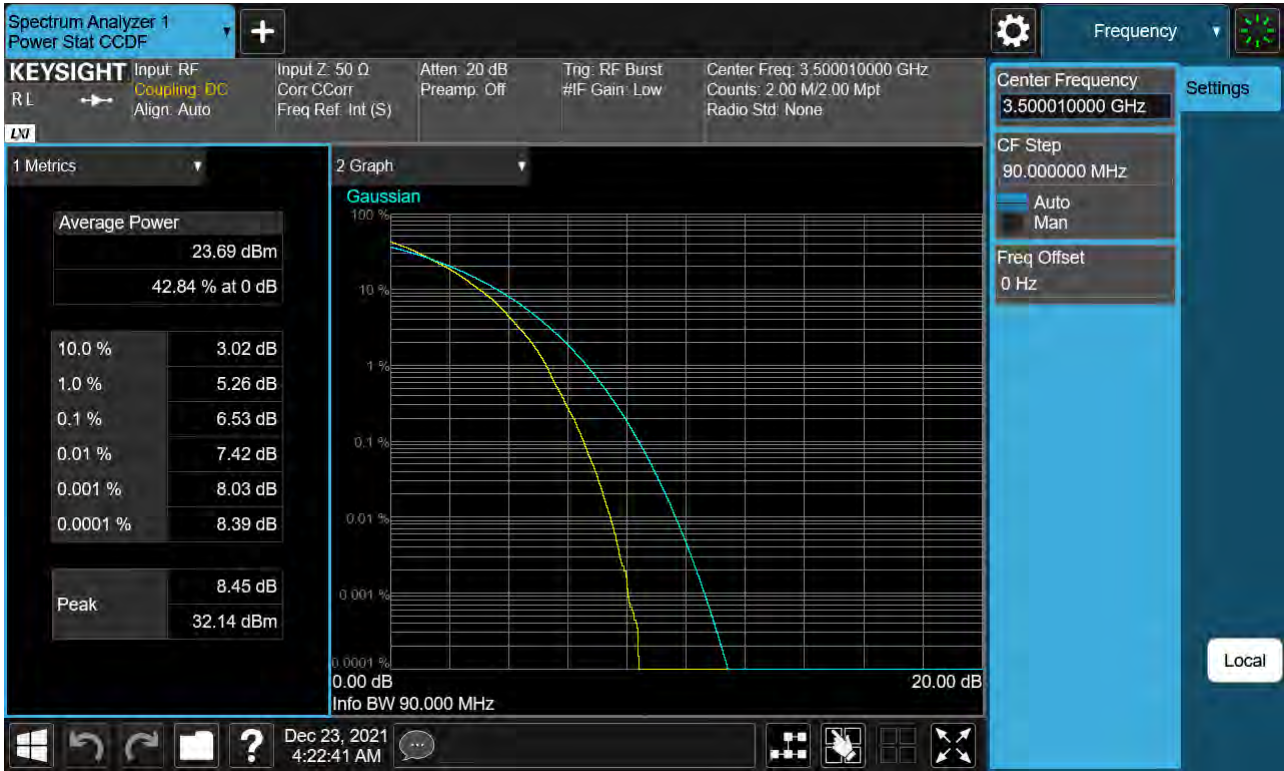 Spectrum Analyzer 1
Power Stat CCDF
Frequency
KEYSIGHT
R L
LXI
Input: RF
Coupling: DC
Align: Auto
Input Z: 50 Ω
Corr CCorr
Freq Ref: Int (S)
Atten: 20 dB
Preamp: Off
Trig: RF Burst
#IF Gain: Low
Center Freq: 3.500010000 GHz
Counts: 2.00 M/2.00 Mpt
Radio Std: None
Center Frequency
3.500010000 GHz
Settings
CF Step
90.000000 MHz
Auto
Man
Freq Offset
0 Hz
Local
1 Metrics
Average Power
23.69 dBm
42.84 % at 0 dB
10.0 % 3.02 dB
1.0 % 5.26 dB
0.1 % 6.53 dB
0.01 % 7.42 dB
0.001 % 8.03 dB
0.0001 % 8.39 dB
Peak
8.45 dB
32.14 dBm
2 Graph
Gaussian
100 %
10 %
1 %
0.1 %
0.01 %
0.001 %
0.0001 %
0.00 dB 20.00 dB
Info BW 90.000 MHz
?
Dec 23, 2021
4:22:41 AM